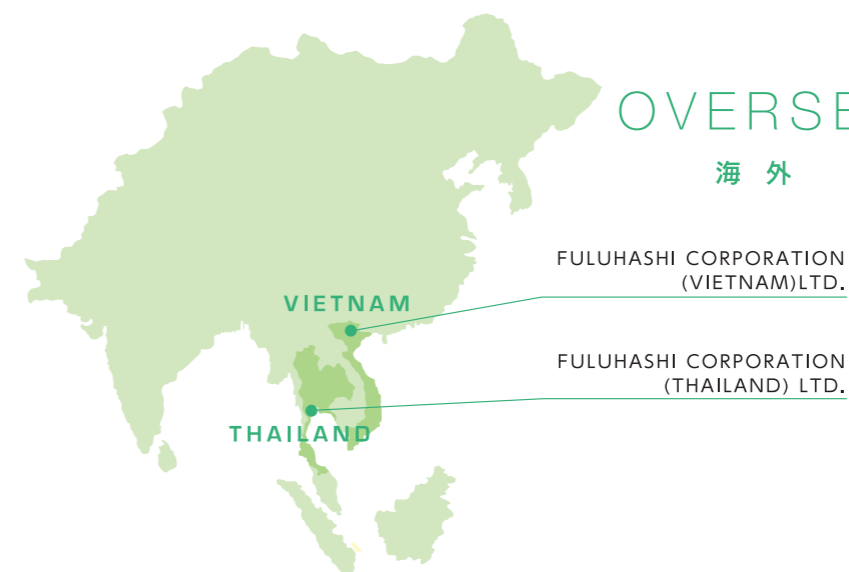 OVERSE
海 外
FULUHASHI CORPORATION
(VIETNAM)LTD.
VIETNAM
FULUHASHI CORPORATION
(THAILAND) LTD.
THAILAND